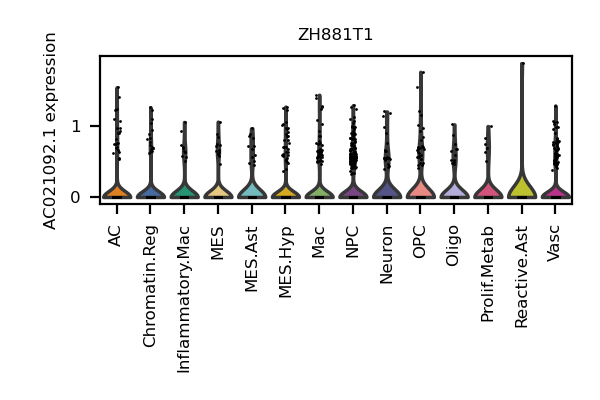 ZH881T1
AC021092.1 expression
1
0
AC
Chromatin.Reg
Inflammatory.Mac
MES
MES.Ast
MES.Hyp
Mac
NPC
Neuron
OPC
Oligo
Prolif.Metab
Reactive.Ast
Vasc